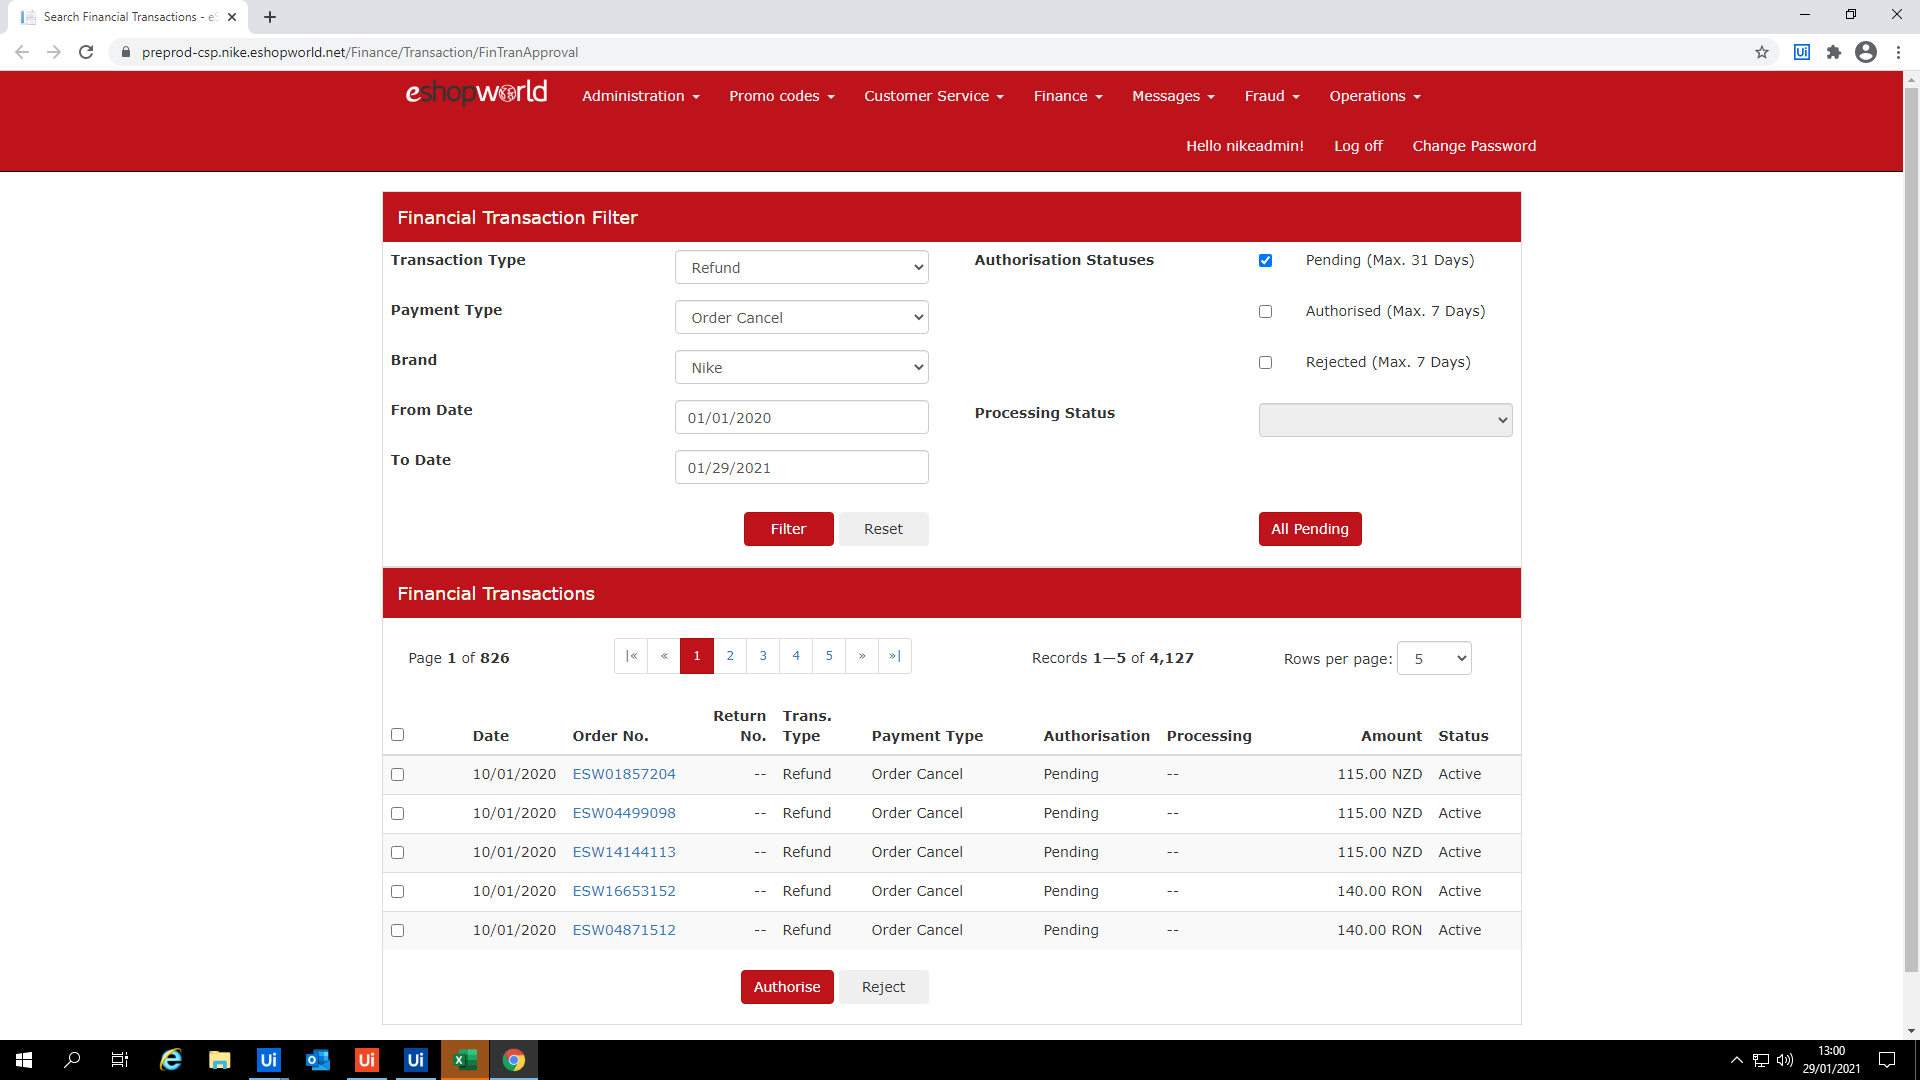 Search Financial Transactions - eS
preprod-csp.nike.eshopworld.net/Finance/Transaction/FinTranApproval
eshopworld Administration Promo codes Customer Service Finance Messages Fraud Operations
Hello nikeadmin! Log off Change Password
Financial Transaction Filter
Transaction Type Refund Authorisation Statuses Pending (Max. 31 Days)
Payment Type Order Cancel Authorised (Max. 7 Days)
Brand Nike Rejected (Max. 7 Days)
From Date 01/01/2020 Processing Status
To Date 01/29/2021
Filter Reset All Pending
Financial Transactions
Page 1 of 826 |« « 1 2 3 4 5 » »| Records 1—5 of 4,127 Rows per page: 5
Date Order No. Return No. Trans. Type Payment Type Authorisation Processing Amount Status
10/01/2020 ESW01857204 -- Refund Order Cancel Pending -- 115.00 NZD Active
10/01/2020 ESW04499098 -- Refund Order Cancel Pending -- 115.00 NZD Active
10/01/2020 ESW14144113 -- Refund Order Cancel Pending -- 115.00 NZD Active
10/01/2020 ESW16653152 -- Refund Order Cancel Pending -- 140.00 RON Active
10/01/2020 ESW04871512 -- Refund Order Cancel Pending -- 140.00 RON Active
Authorise Reject
Ui Ui Ui 13:00
29/01/2021